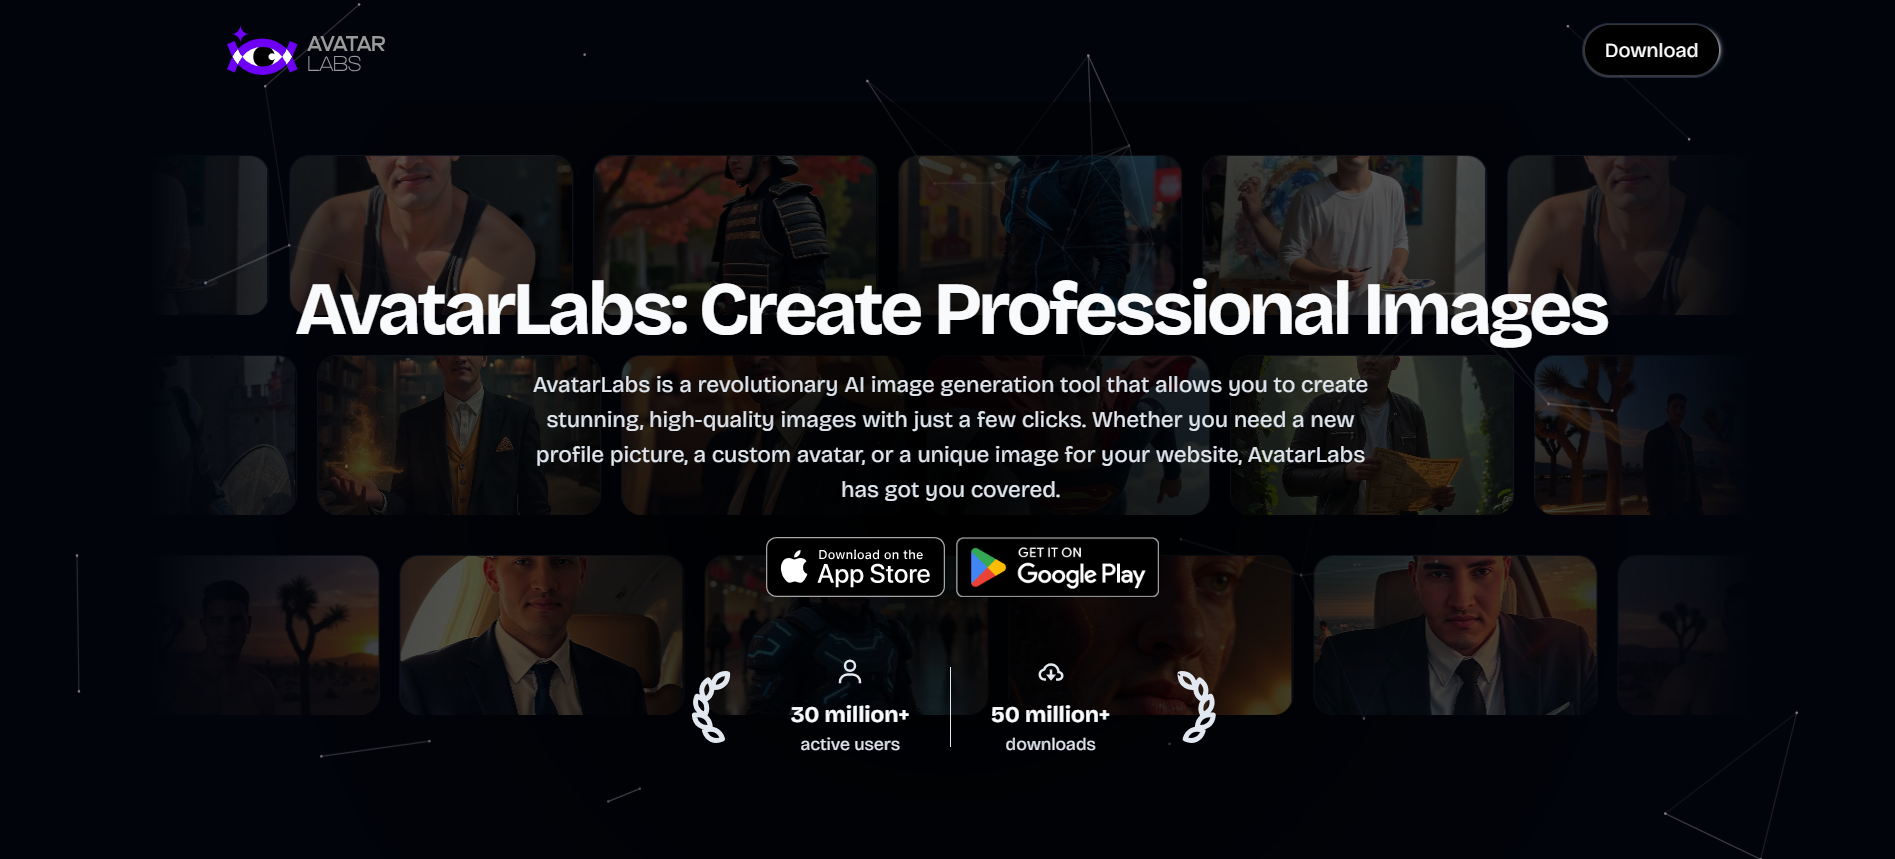 AVATAR
LABS
Download
AvatarLabs: Create Professional Images
AvatarLabs is a revolutionary AI image generation tool that allows you to create
stunning, high-quality images with just a few clicks. Whether you need a new
profile picture, a custom avatar, or a unique image for your website, AvatarLabs
has got you covered.
Download on the
App Store
GET IT ON
Google Play
30 million+
active users
50 million+
downloads